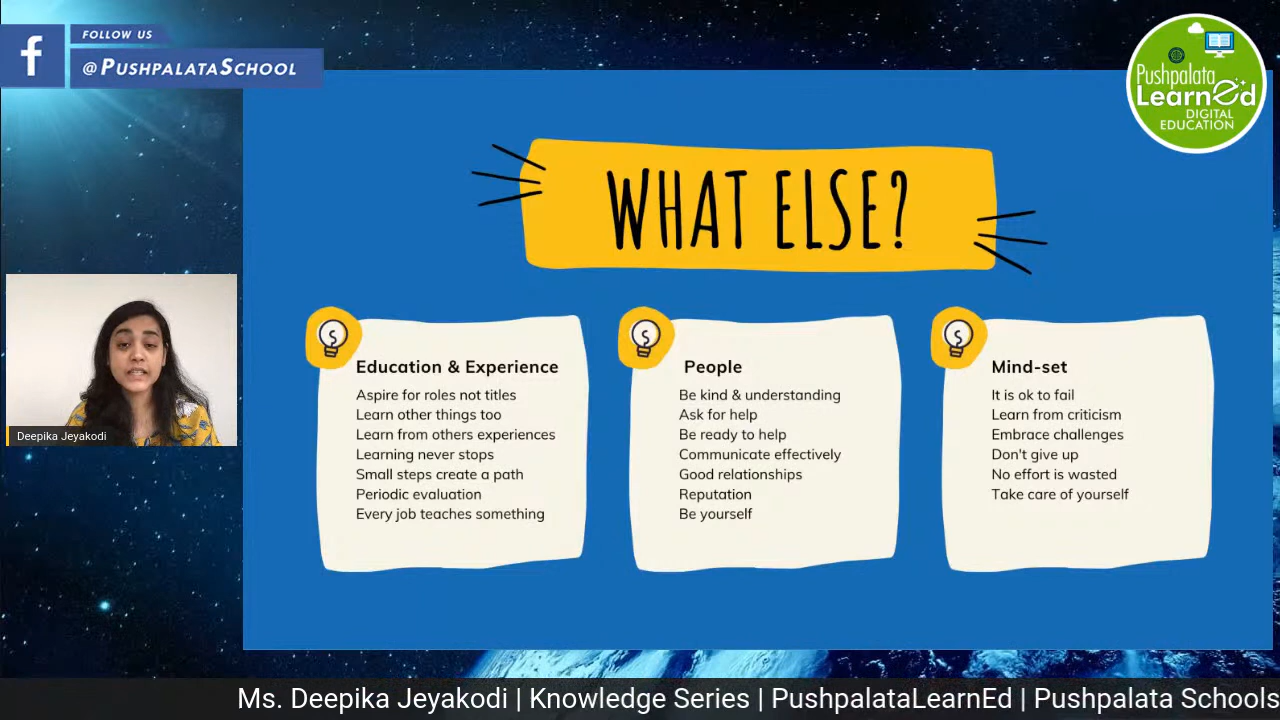 FOLLOW US
@PUSHPALATASCHOOL
Pushpalata
LearnEd
DIGITAL
EDUCATION
WHAT ELSE?
Education & Experience
Aspire for roles not titles
Learn other things too
Learn from others experiences
Learning never stops
Small steps create a path
Periodic evaluation
Every job teaches something
People
Be kind & understanding
Ask for help
Be ready to help
Communicate effectively
Good relationships
Reputation
Be yourself
Mind-set
It is ok to fail
Learn from criticism
Embrace challenges
Don't give up
No effort is wasted
Take care of yourself
Deepika Jeyakodi
Ms. Deepika Jeyakodi | Knowledge Series | PushpalataLearnEd | Pushpalata Schools